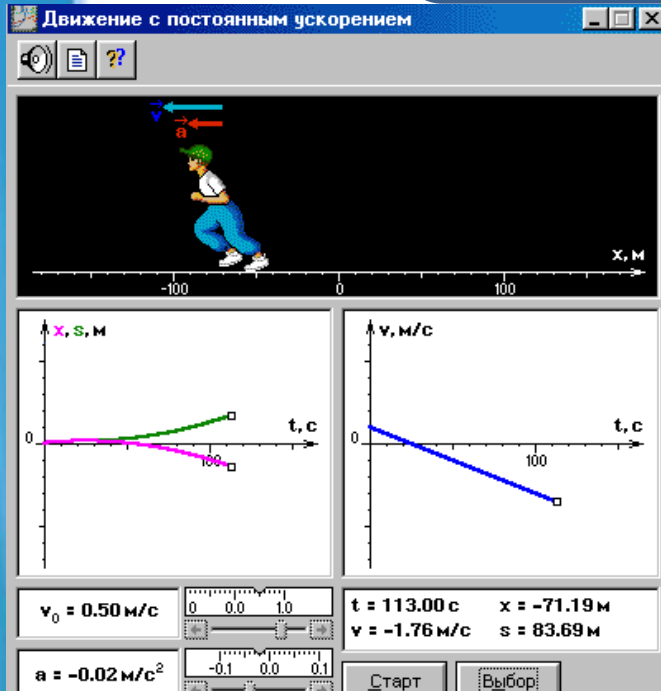 Движение с постоянным ускорением
??
v
a
x, м
-100 0 100
x, s, м
0
100
t, с
v, м/с
0
100
t, с
v₀ = 0.50 м/с
0 0.0 1.0
a = -0.02 м/с²
-0.1 0.0 0.1
t = 113.00 с x = -71.19 м
v = -1.76 м/с s = 83.69 м
Старт Выбор